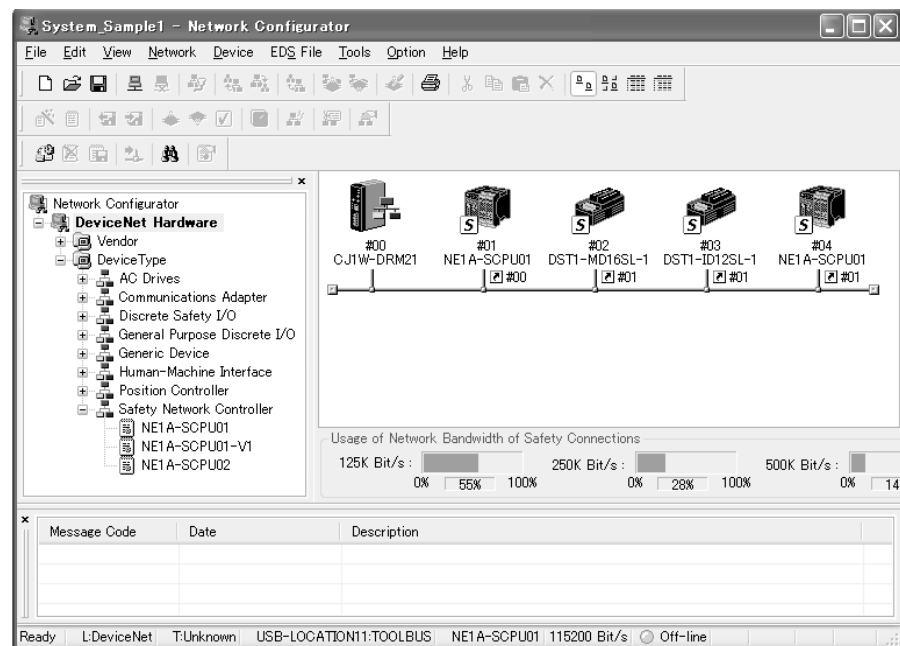 System_Sample1 - Network Configurator
File Edit View Network Device EDS File Tools Option Help
Network Configurator
DeviceNet Hardware
Vendor
DeviceType
AC Drives
Communications Adapter
Discrete Safety I/O
General Purpose Discrete I/O
Generic Device
Human-Machine Interface
Position Controller
Safety Network Controller
NE1A-SCPU01
NE1A-SCPU01-V1
NE1A-SCPU02
S S S S
#00 #01 #02 #03 #04
CJ1W-DRM21 NE1A-SCPU01 DST1-MD16SL-1 DST1-ID12SL-1 NE1A-SCPU01
#00 #01 #01 #01
Usage of Network Bandwidth of Safety Connections
125K Bit/s : 250K Bit/s : 500K Bit/s :
0% 55% 100% 0% 28% 100% 0% 14
Message Code Date Description
Ready L:DeviceNet T:Unknown USB-LOCATION11:TOOLBUS NE1A-SCPU01 115200 Bit/s Off-line